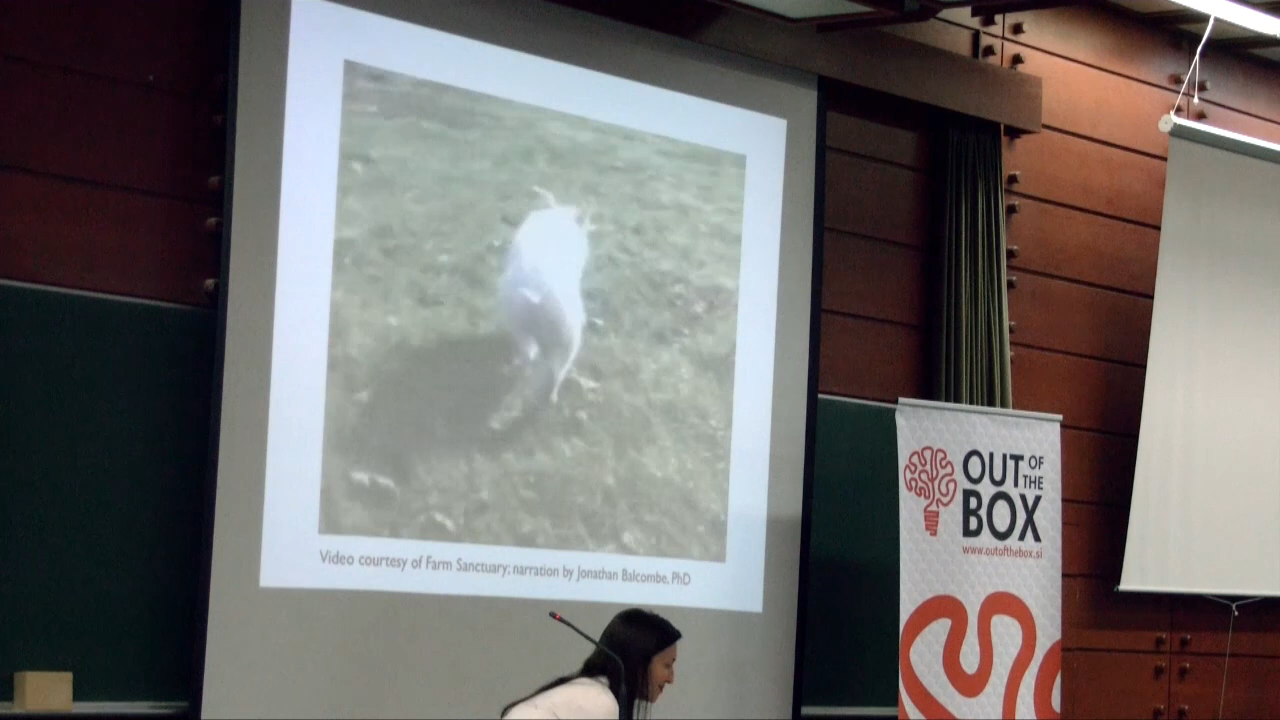 Video courtesy of Farm Sanctuary; narration by Jonathan Balcombe, PhD
OUT OF THE
BOX
www.outofthebox.si